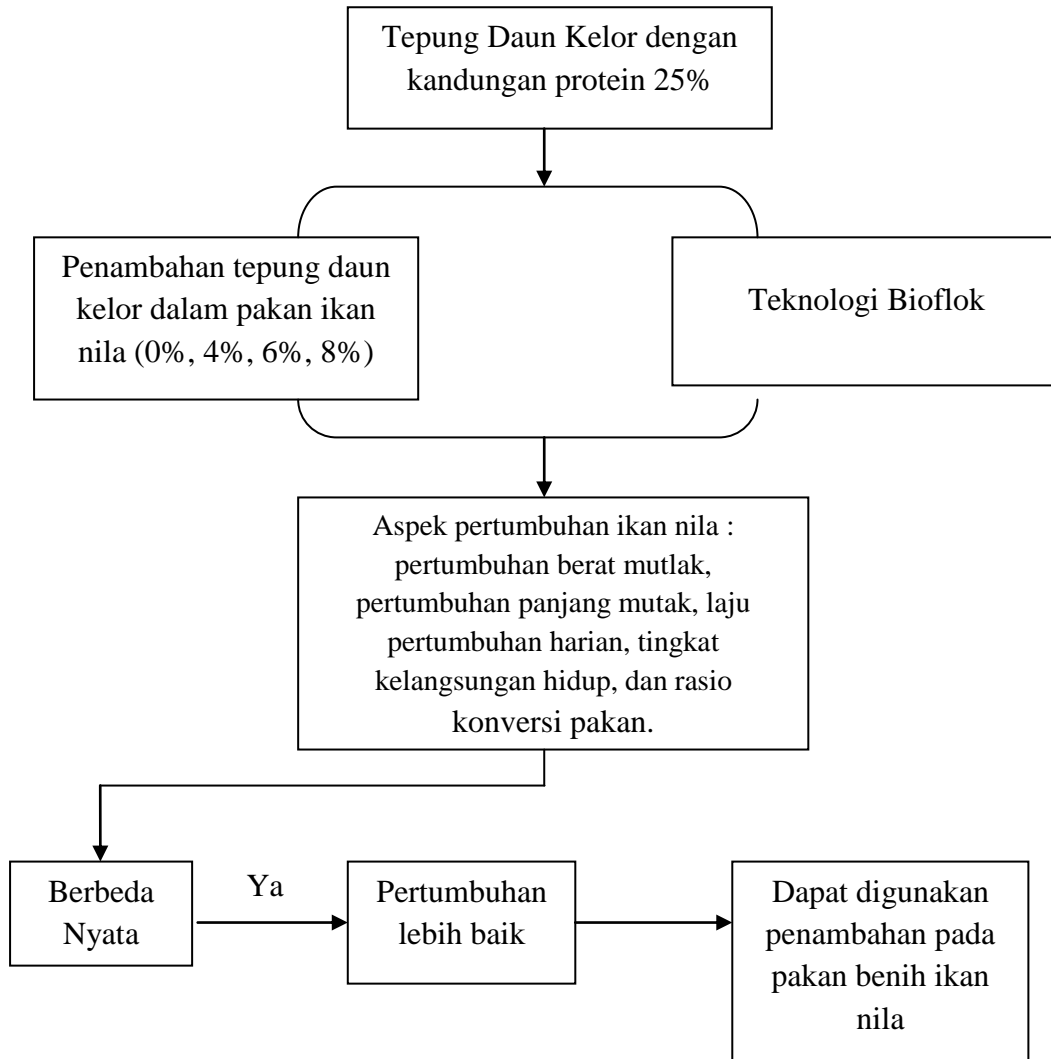 Tepung Daun Kelor dengan
kandungan protein 25%
Penambahan tepung daun
kelor dalam pakan ikan
nila (0%, 4%, 6%, 8%)
Teknologi Bioflok
Aspek pertumbuhan ikan nila :
pertumbuhan berat mutlak,
pertumbuhan panjang mutak, laju
pertumbuhan harian, tingkat
kelangsungan hidup, dan rasio
konversi pakan.
Berbeda
Nyata
Ya
Pertumbuhan
lebih baik
Dapat digunakan
penambahan pada
pakan benih ikan
nila